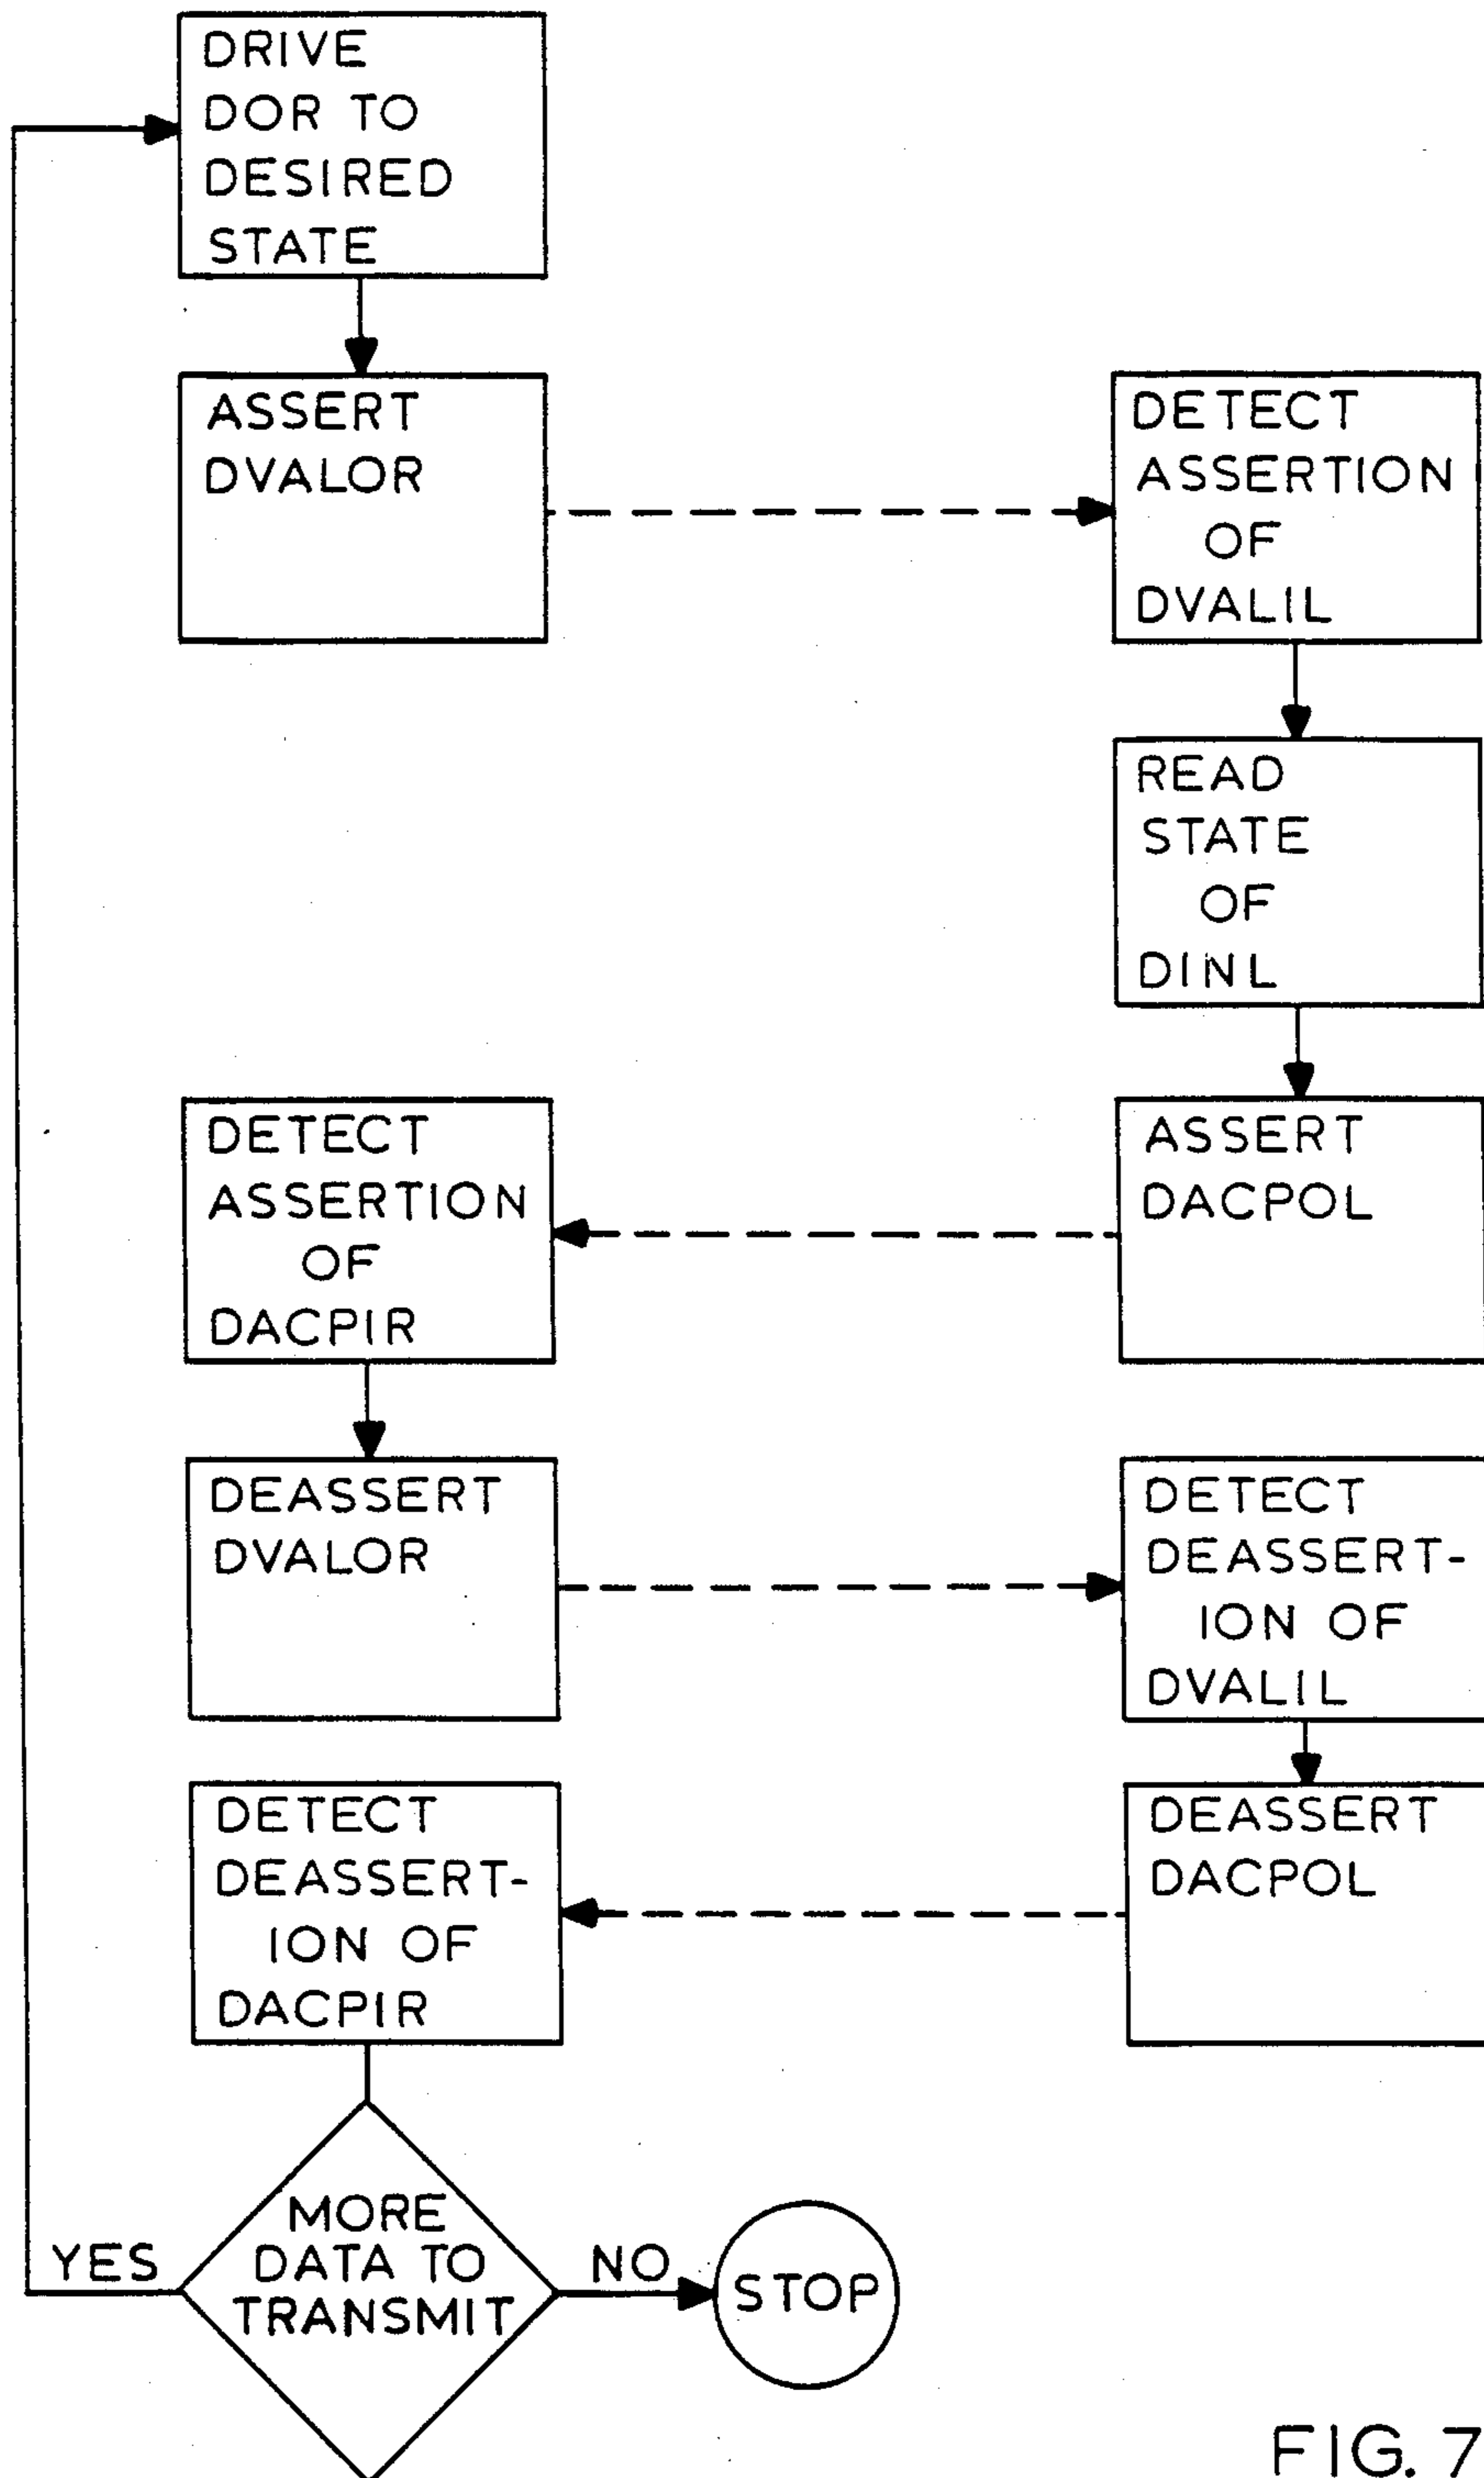 DRIVE
DOR TO
DESIRED
STATE
ASSERT
DVALOR
DETECT
ASSERTION
OF
DVALIL
READ
STATE
OF
DINL
ASSERT
DACPOL
DETECT
ASSERTION
OF
DACPIR
DEASSERT
DVALOR
DETECT
DEASSERT-
ION OF
DVALIL
DEASSERT
DACPOL
DETECT
DEASSERT-
ION OF
DACPIR
MORE
DATA TO
TRANSMIT
YES
NO
STOP
FIG. 7